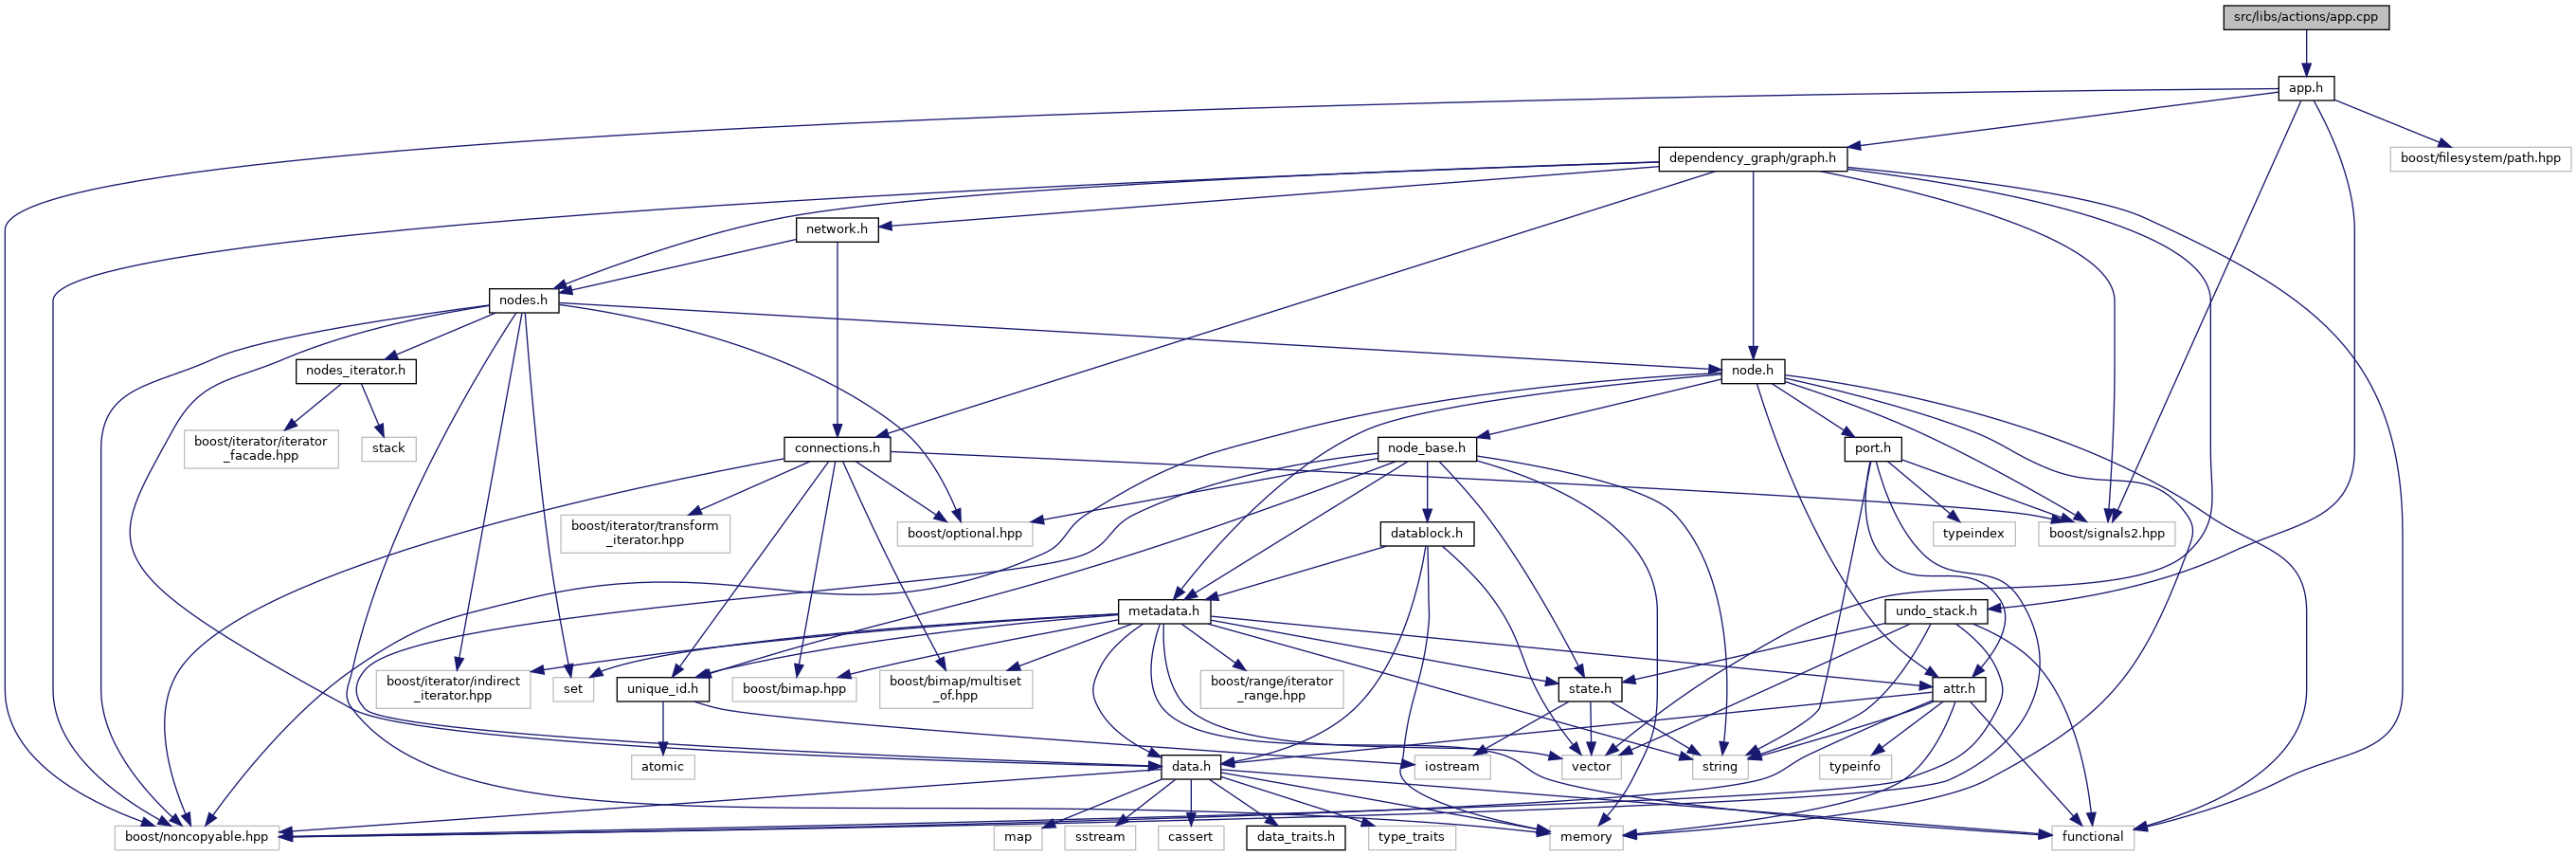 src/libs/actions/app.cpp
app.h
dependency_graph/graph.h
boost/filesystem/path.hpp
network.h
nodes.h
nodes_iterator.h
node.h
boost/iterator/iterator
_facade.hpp
stack
connections.h
node_base.h
port.h
boost/iterator/transform
_iterator.hpp
boost/optional.hpp
datablock.h
typeindex
boost/signals2.hpp
metadata.h
undo_stack.h
boost/iterator/indirect
_iterator.hpp
set
unique_id.h
boost/bimap.hpp
boost/bimap/multiset
_of.hpp
boost/range/iterator
_range.hpp
state.h
attr.h
atomic
data.h
iostream
vector
string
typeinfo
boost/noncopyable.hpp
map
sstream
cassert
data_traits.h
type_traits
memory
functional